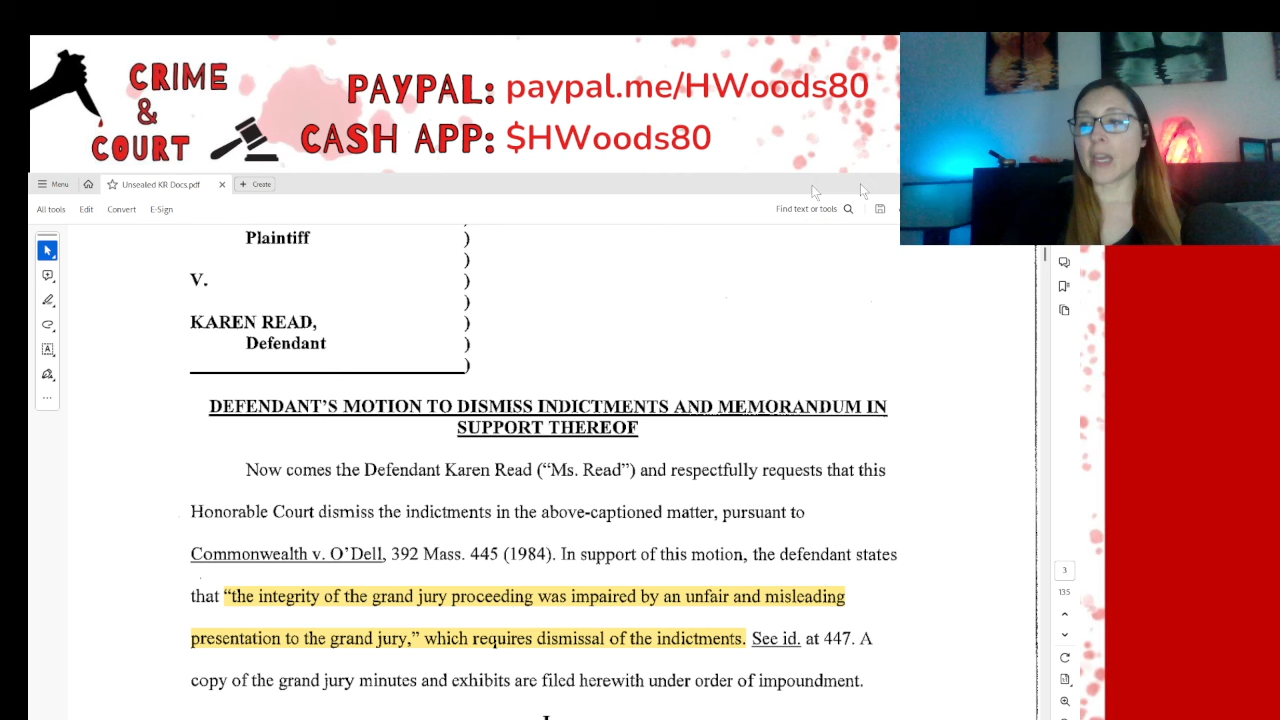 CRIME
&
COURT
PAYPAL: paypal.me/HWoods80
CASH APP: $HWoods80
Menu
Unsealed KR Docs.pdf
Create
All tools
Edit
Convert
E-Sign
Find text or tools
Plaintiff )
)
V. )
)
KAREN READ, )
Defendant )
)
DEFENDANT'S MOTION TO DISMISS INDICTMENTS AND MEMORANDUM IN
SUPPORT THEREOF
Now comes the Defendant Karen Read (“Ms. Read”) and respectfully requests that this
Honorable Court dismiss the indictments in the above-captioned matter, pursuant to
Commonwealth v. O'Dell, 392 Mass. 445 (1984). In support of this motion, the defendant states
that “the integrity of the grand jury proceeding was impaired by an unfair and misleading
presentation to the grand jury,” which requires dismissal of the indictments. See id. at 447. A
copy of the grand jury minutes and exhibits are filed herewith under order of impoundment.
3
135